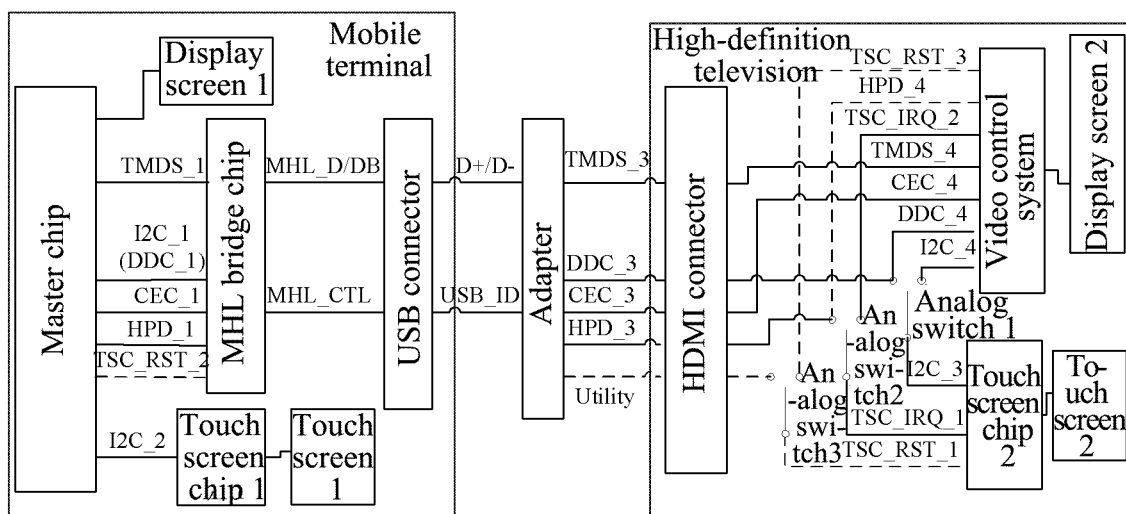 Mobile
terminal
High-definition
television
Display
screen 1
Master chip
TMDS_1
I2C_1
(DDC_1)
CEC_1
HPD_1
TSC_RST_2
I2C_2
MHL bridge chip
MHL_D/DB
MHL_CTL
Touch
screen
chip 1
Touch
screen
1
USB connector
D+/D-
USB_ID
Adapter
TMDS_3
DDC_3
CEC_3
HPD_3
Utility
HDMI connector
TSC_RST_3
HPD_4
TSC_IRQ_2
TMDS_4
CEC_4
DDC_4
I2C_4
Video control
system
Display screen 2
Analog
switch 1
An
-alog
swi-
tch2
An
-alog
swi-
tch3
I2C_3
TSC_IRQ_1
TSC_RST_1
Touch
screen
chip
2
To-
uch
screen
2